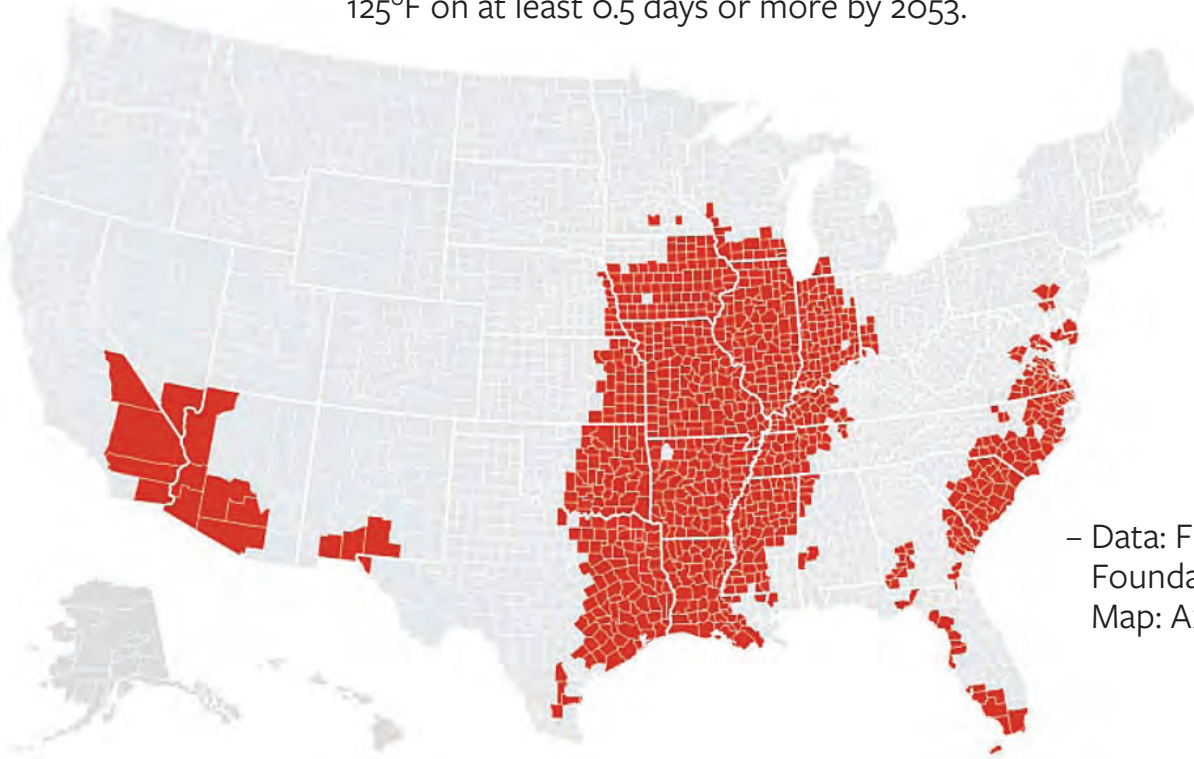 125°F on at least 0.5 days or more by 2053.
– Data: F
Founda
Map: A